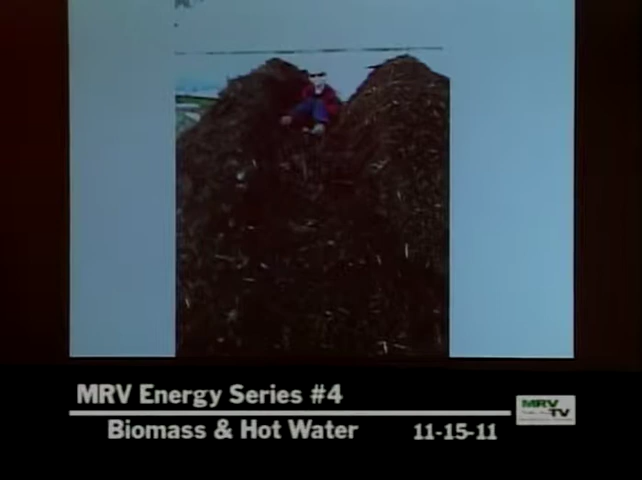 MRV Energy Series #4
Biomass & Hot Water 11-15-11
MRV
TV